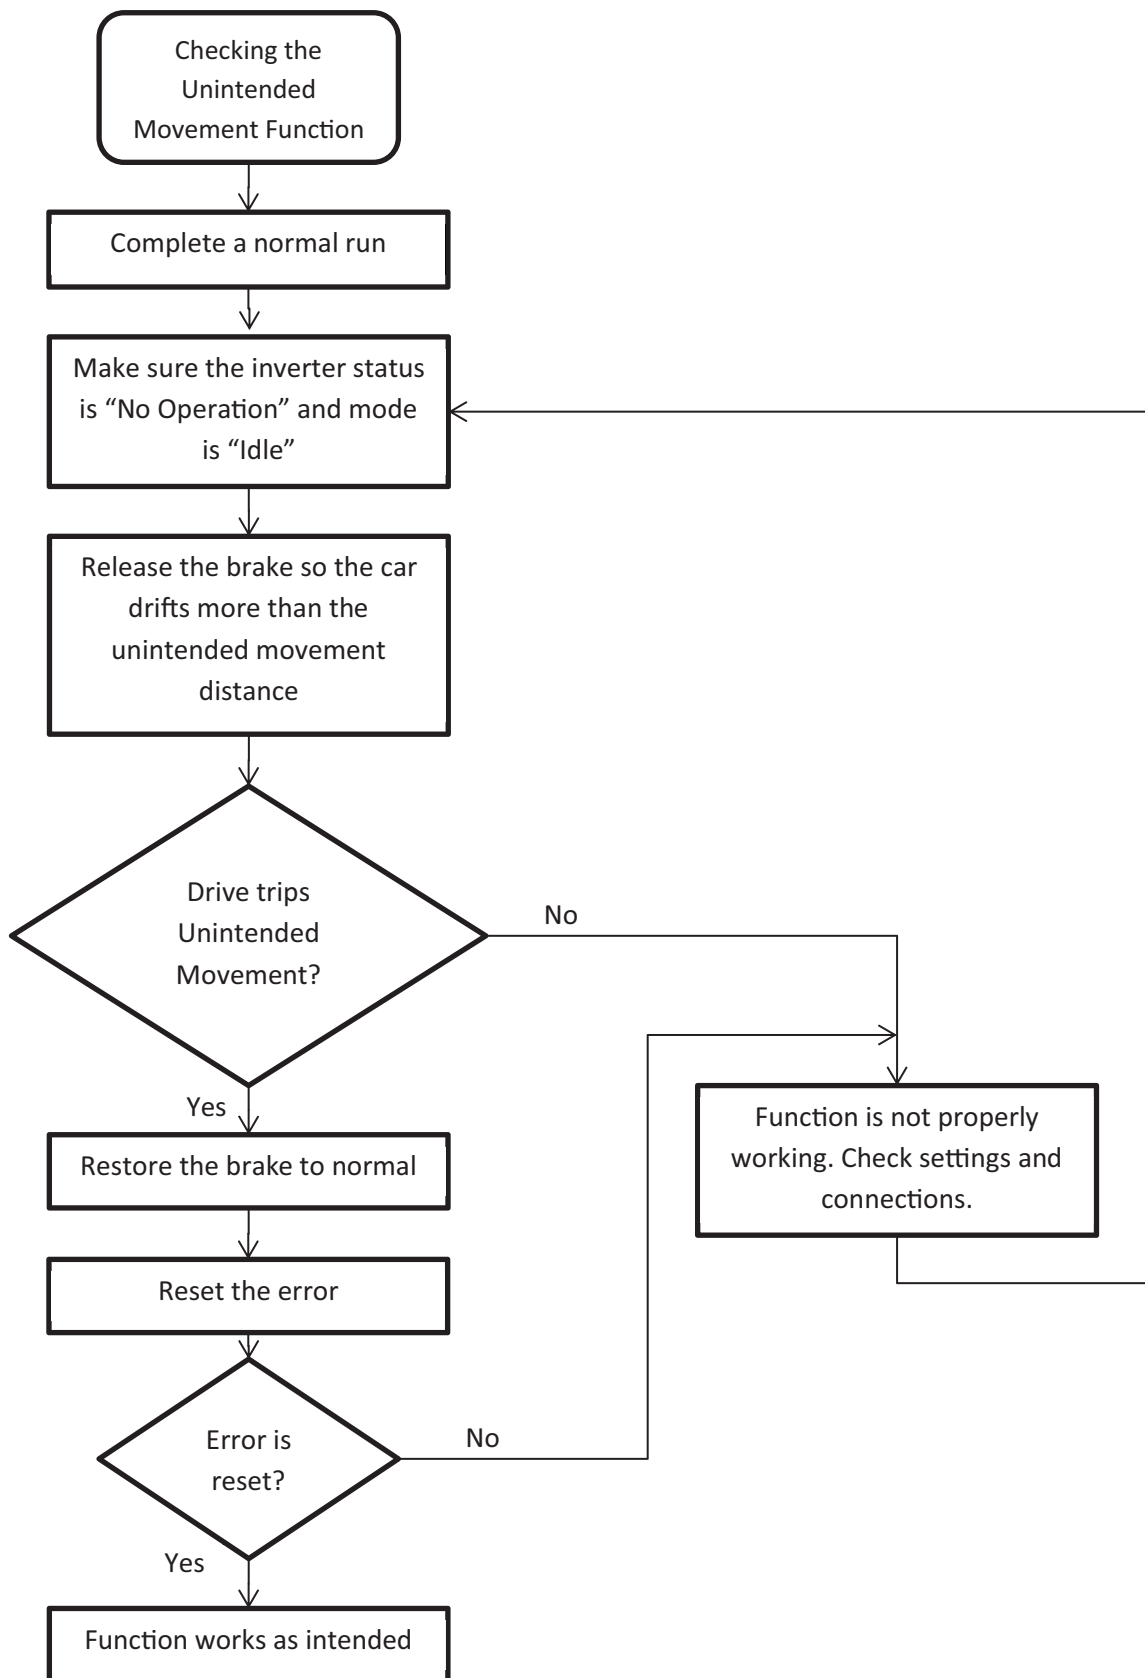 Checking the
Unintended
Movement Function
Complete a normal run
Make sure the inverter status
is “No Operation” and mode
is “Idle”
Release the brake so the car
drifts more than the
unintended movement
distance
Drive trips
Unintended
Movement?
No
Yes
Restore the brake to normal
Function is not properly
working. Check settings and
connections.
Reset the error
Error is
reset?
No
Yes
Function works as intended